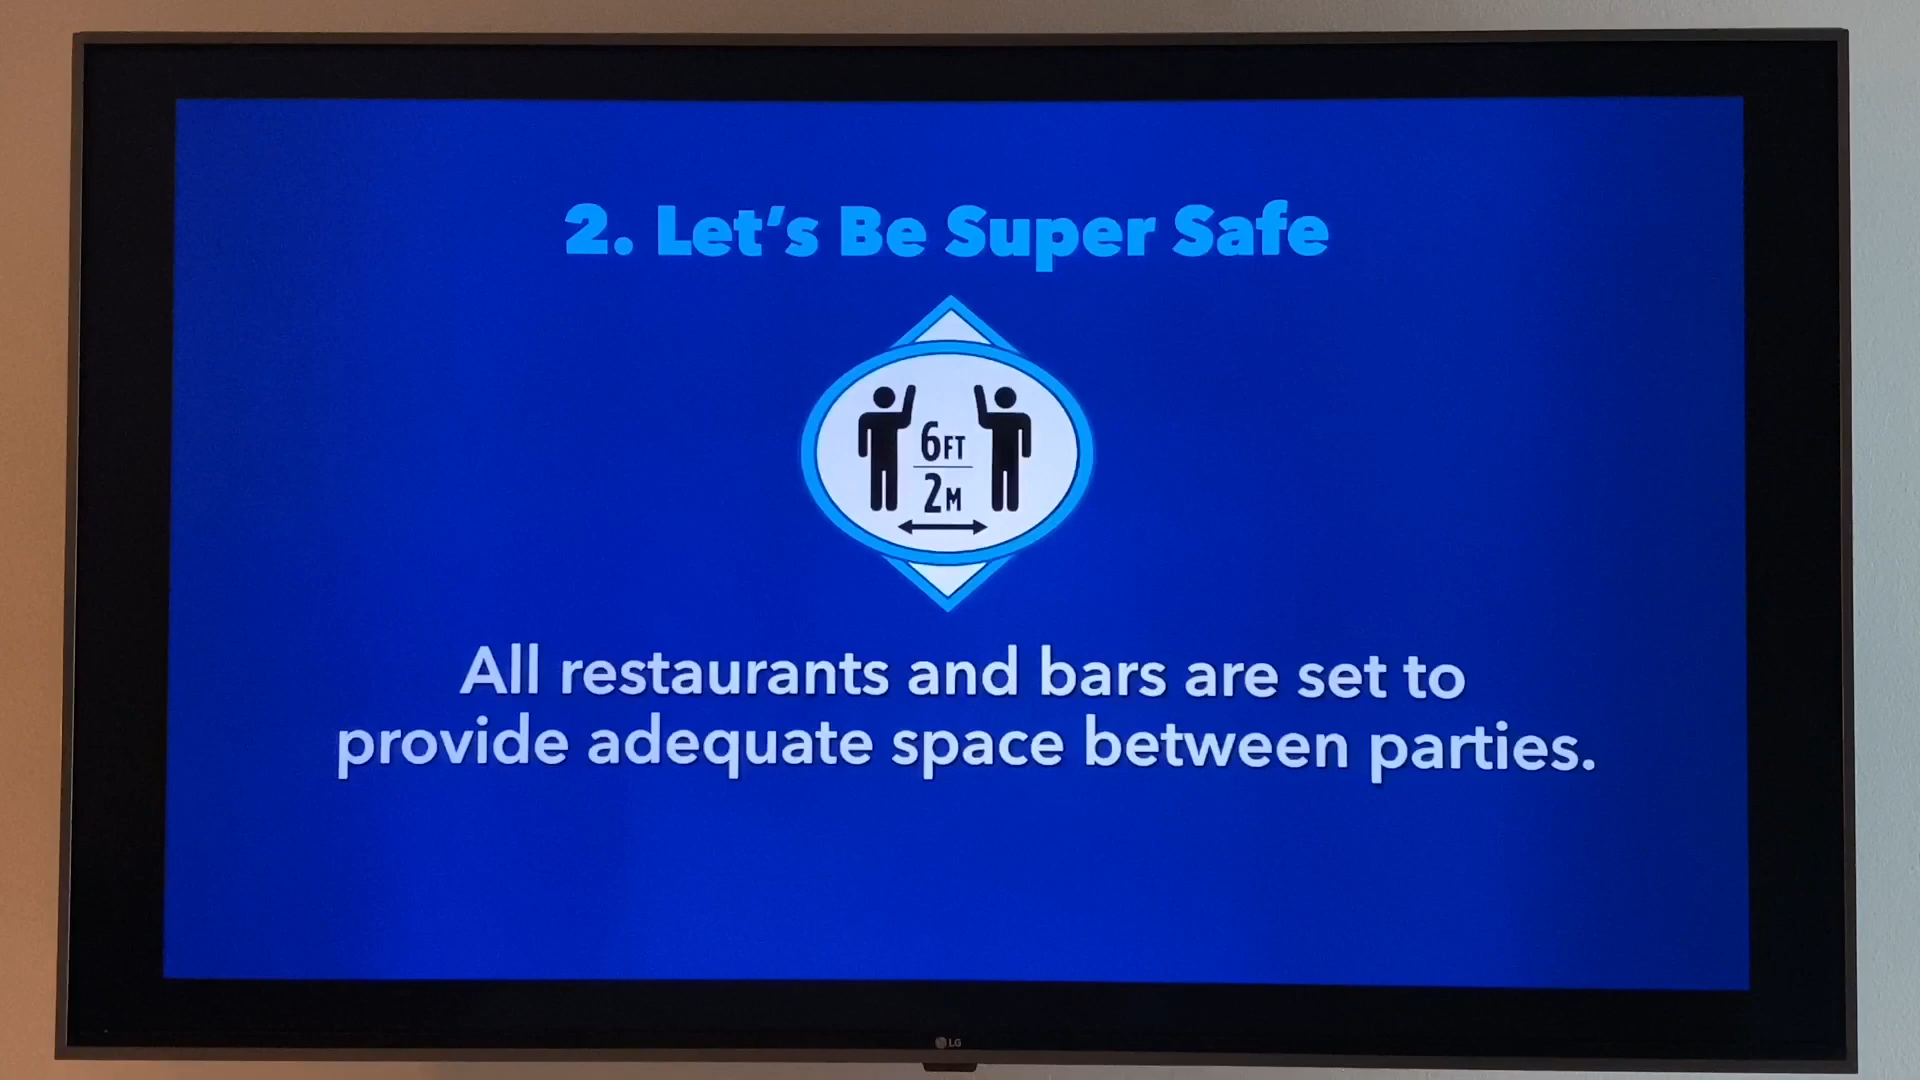 2. Let's Be Super Safe
6FT
2M
All restaurants and bars are set to
provide adequate space between parties.
LG